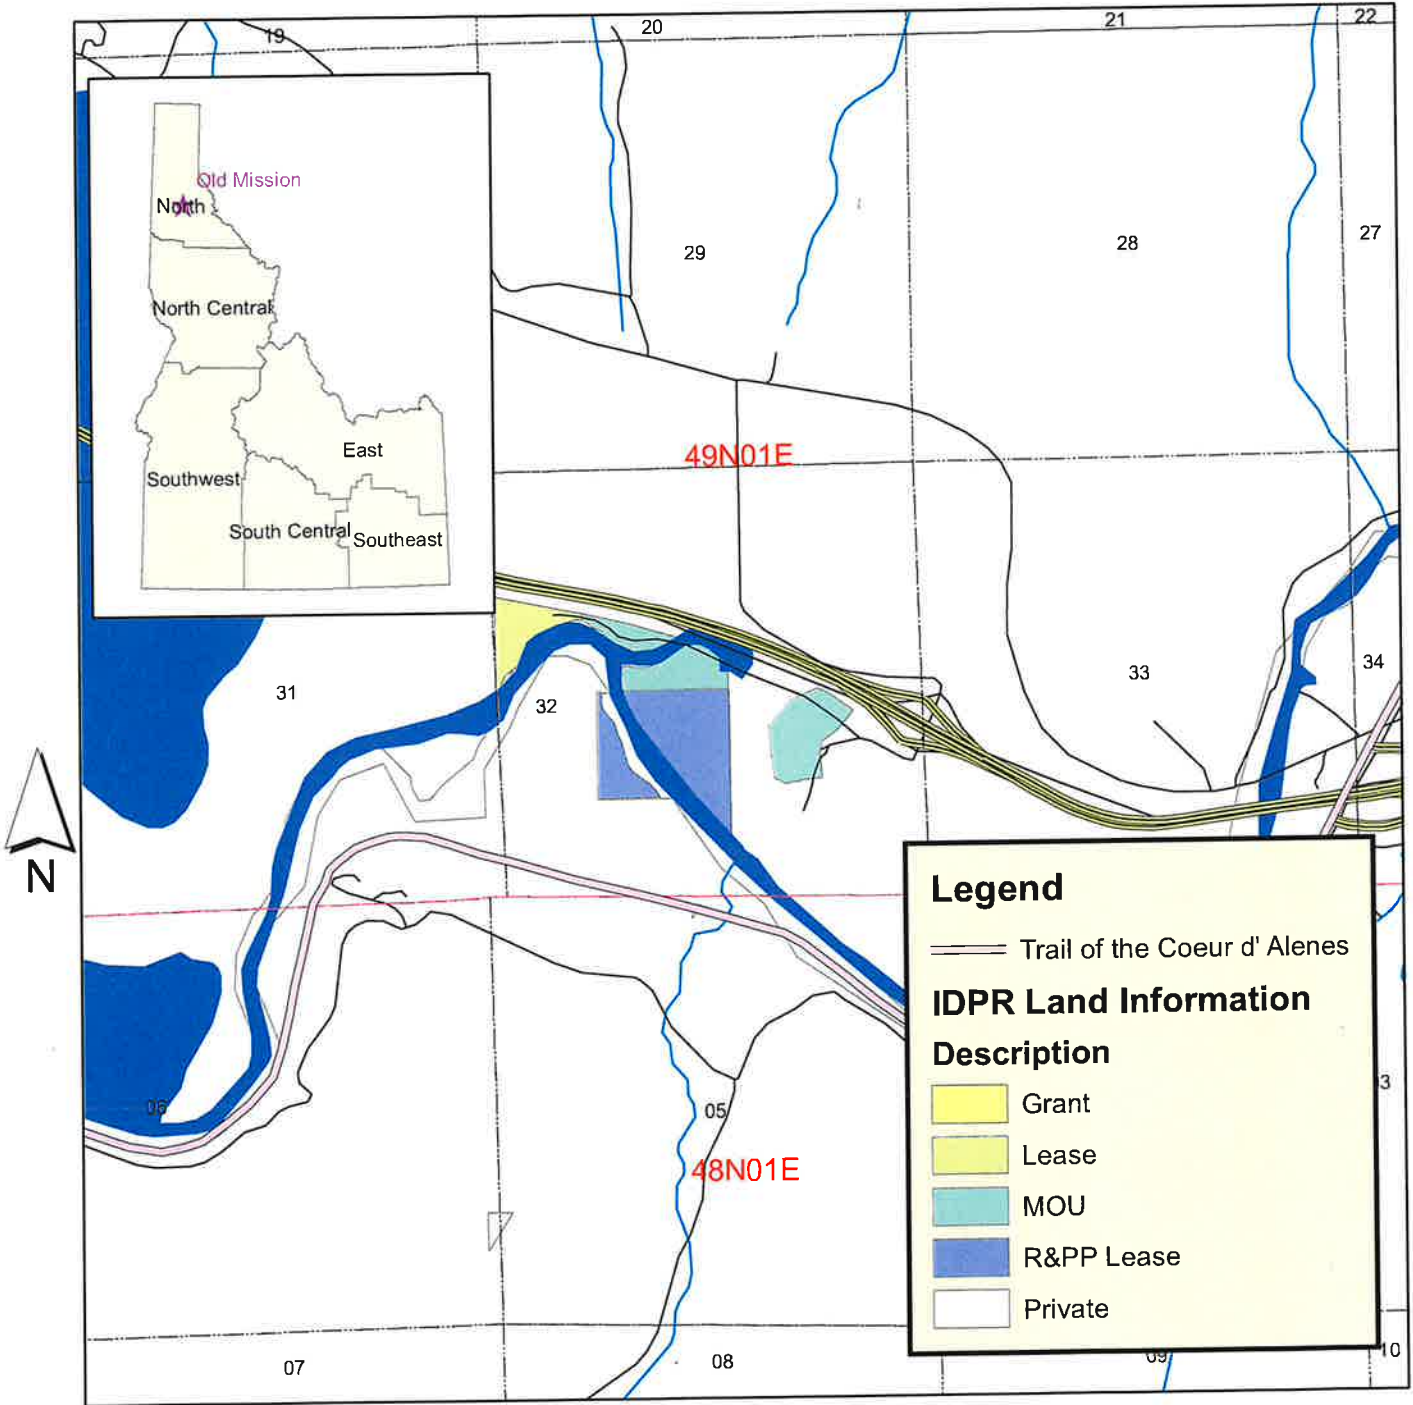 19
20
21
22
Old Mission
North
29
28
27
North Central
East
49N01E
Southwest
South Central
Southeast
31
32
33
34
N
Legend
Trail of the Coeur d' Alenes
IDPR Land Information
Description
06
05
Grant
Lease
48N01E
MOU
R&PP Lease
Private
07
08
09
10